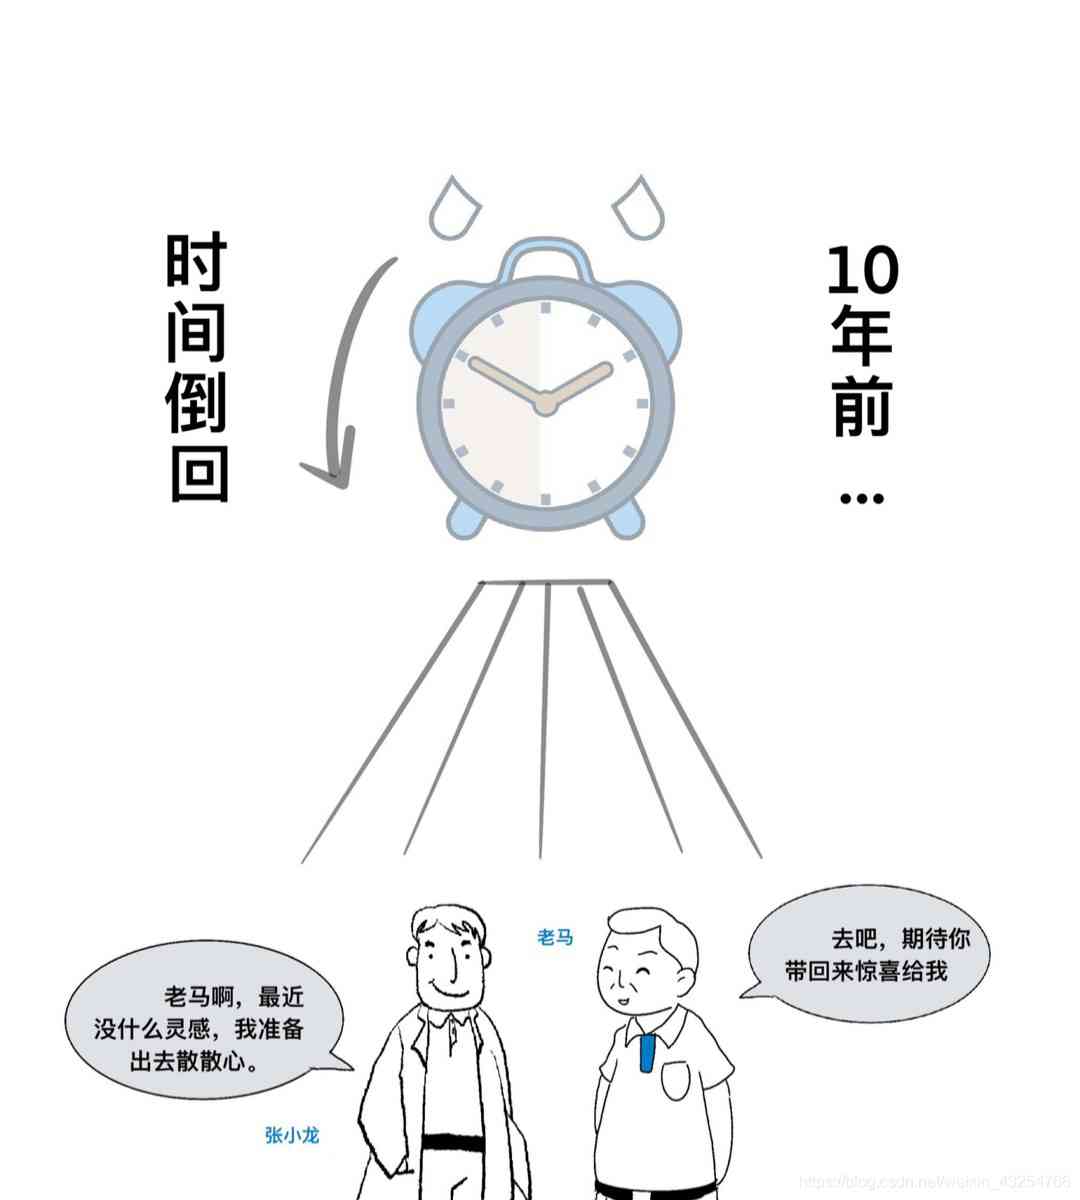 时间倒回
10年前...
老马
去吧，期待你
带回来惊喜给我
老马啊，最近
没什么灵感，我准备
出去散散心。
张小龙
https://blog.csdn.net/weixin_43254766